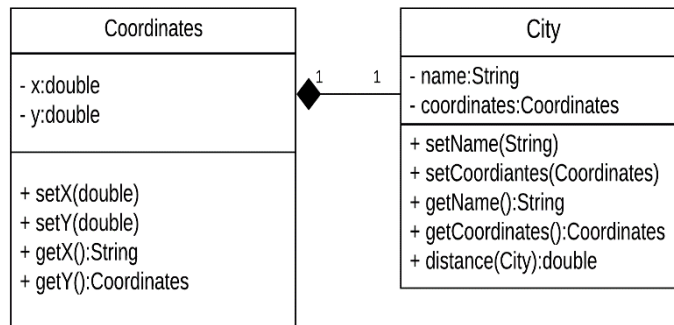 Coordinates
- x:double
- y:double
+ setX(double)
+ setY(double)
+ getX():String
+ getY():Coordinates
1
1
City
- name:String
- coordinates:Coordinates
+ setName(String)
+ setCoordiantes(Coordinates)
+ getName():String
+ getCoordinates():Coordinates
+ distance(City):double